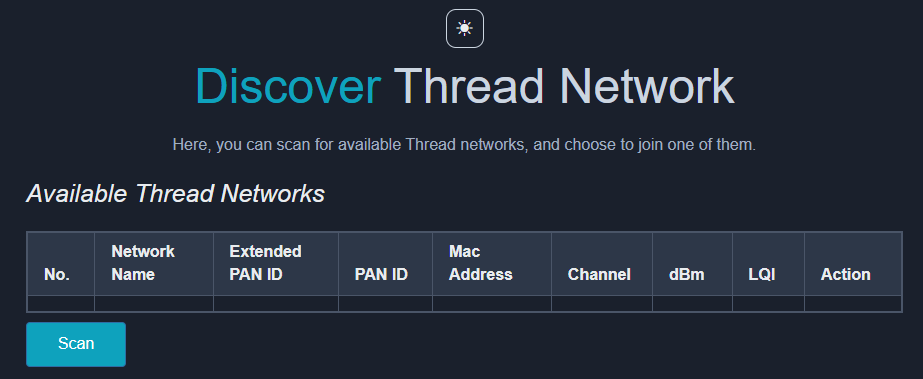 Discover Thread Network
Here, you can scan for available Thread networks, and choose to join one of them.
Available Thread Networks
No. Network Name Extended PAN ID PAN ID Mac Address Channel dBm LQI Action
Scan